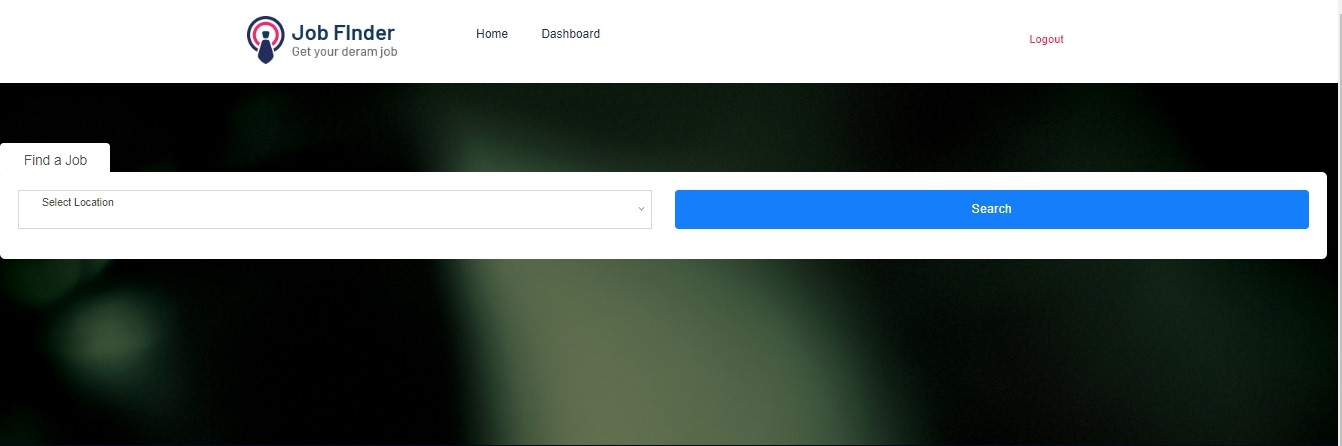 Job FInder
Get your deram job
Home
Dashboard
Logout
Find a Job
Select Location
Search